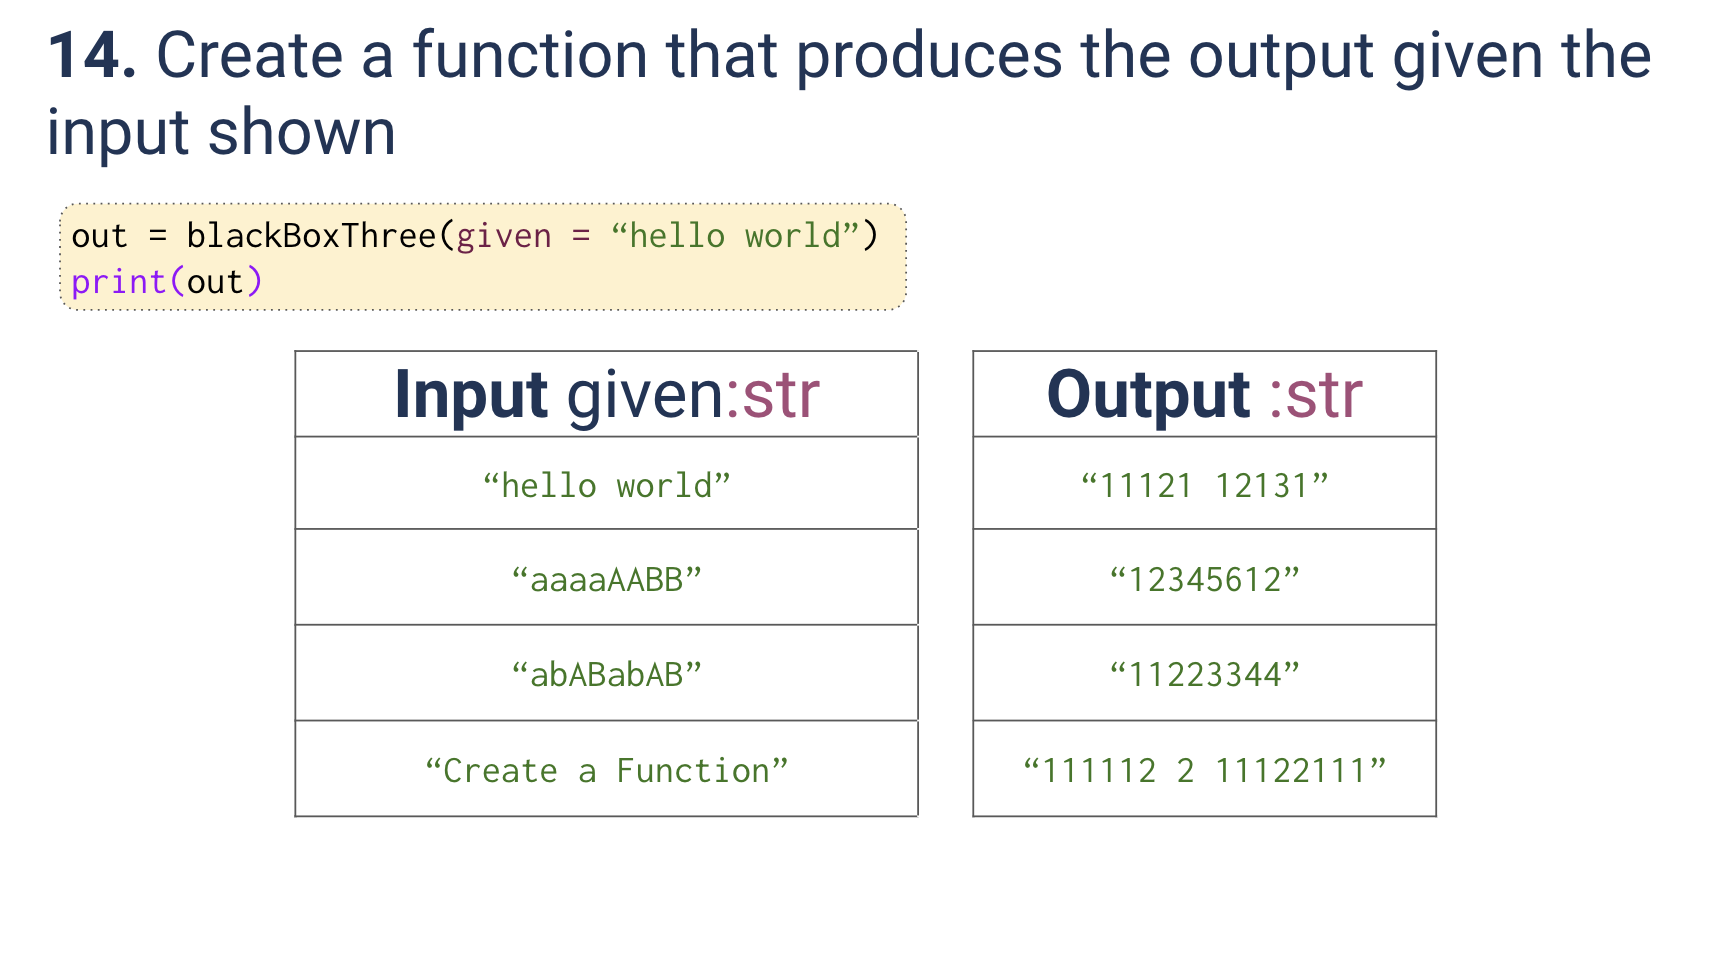 14. Create a function that produces the output given the
input shown
out = blackBoxThree(given = “hello world”)
print(out)
Input given:str
Output :str
“hello world”
“11121 12131”
“aaaaAABB”
“12345612”
“abABabAB”
“11223344”
“Create a Function”
“111112 2 11122111”